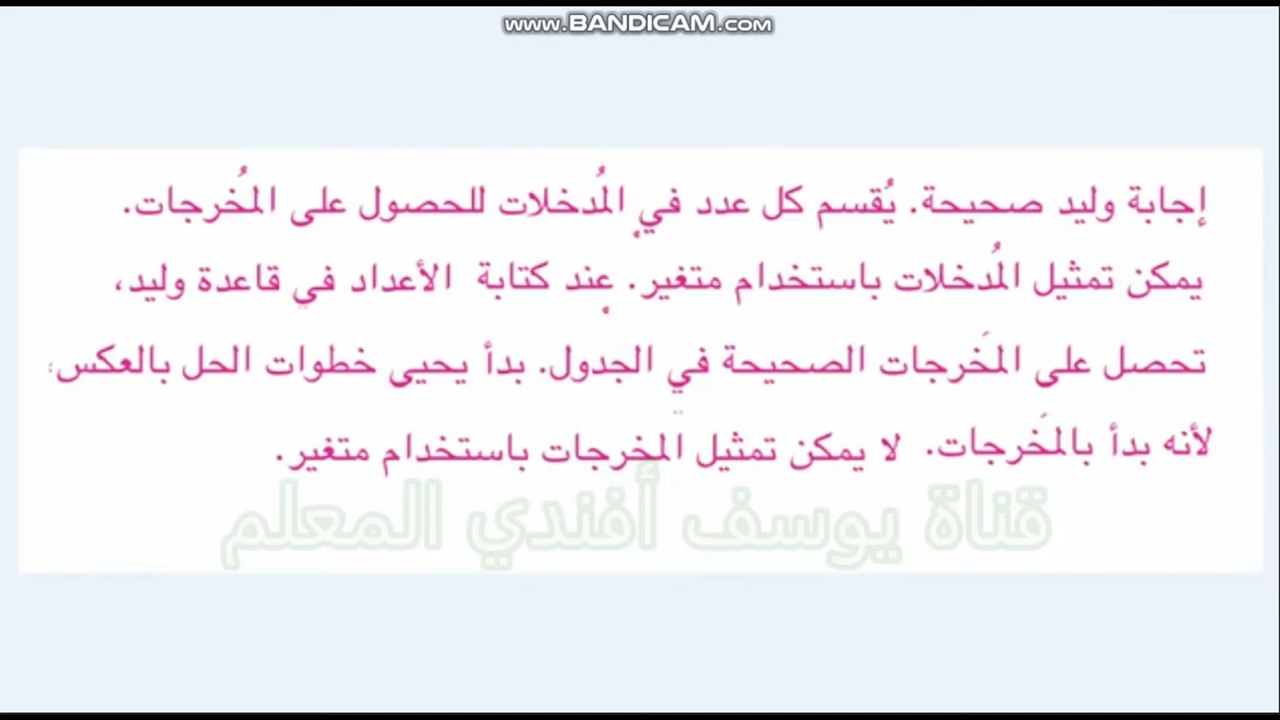 www.BANDICAM.com
إجابة وليد صحيحة. يُقسم كل عدد في المُدخلات للحصول على المُخرجات.
يمكن تمثيل المُدخلات باستخدام متغير. عند كتابة الأعداد في قاعدة وليد،
تحصل على المَخرجات الصحيحة في الجدول. بدأ يحيى خطوات الحل بالعكس:
لأنه بدأ بالمَخرجات. لا يمكن تمثيل المخرجات باستخدام متغير.
قناة يوسف أفندي المعلم